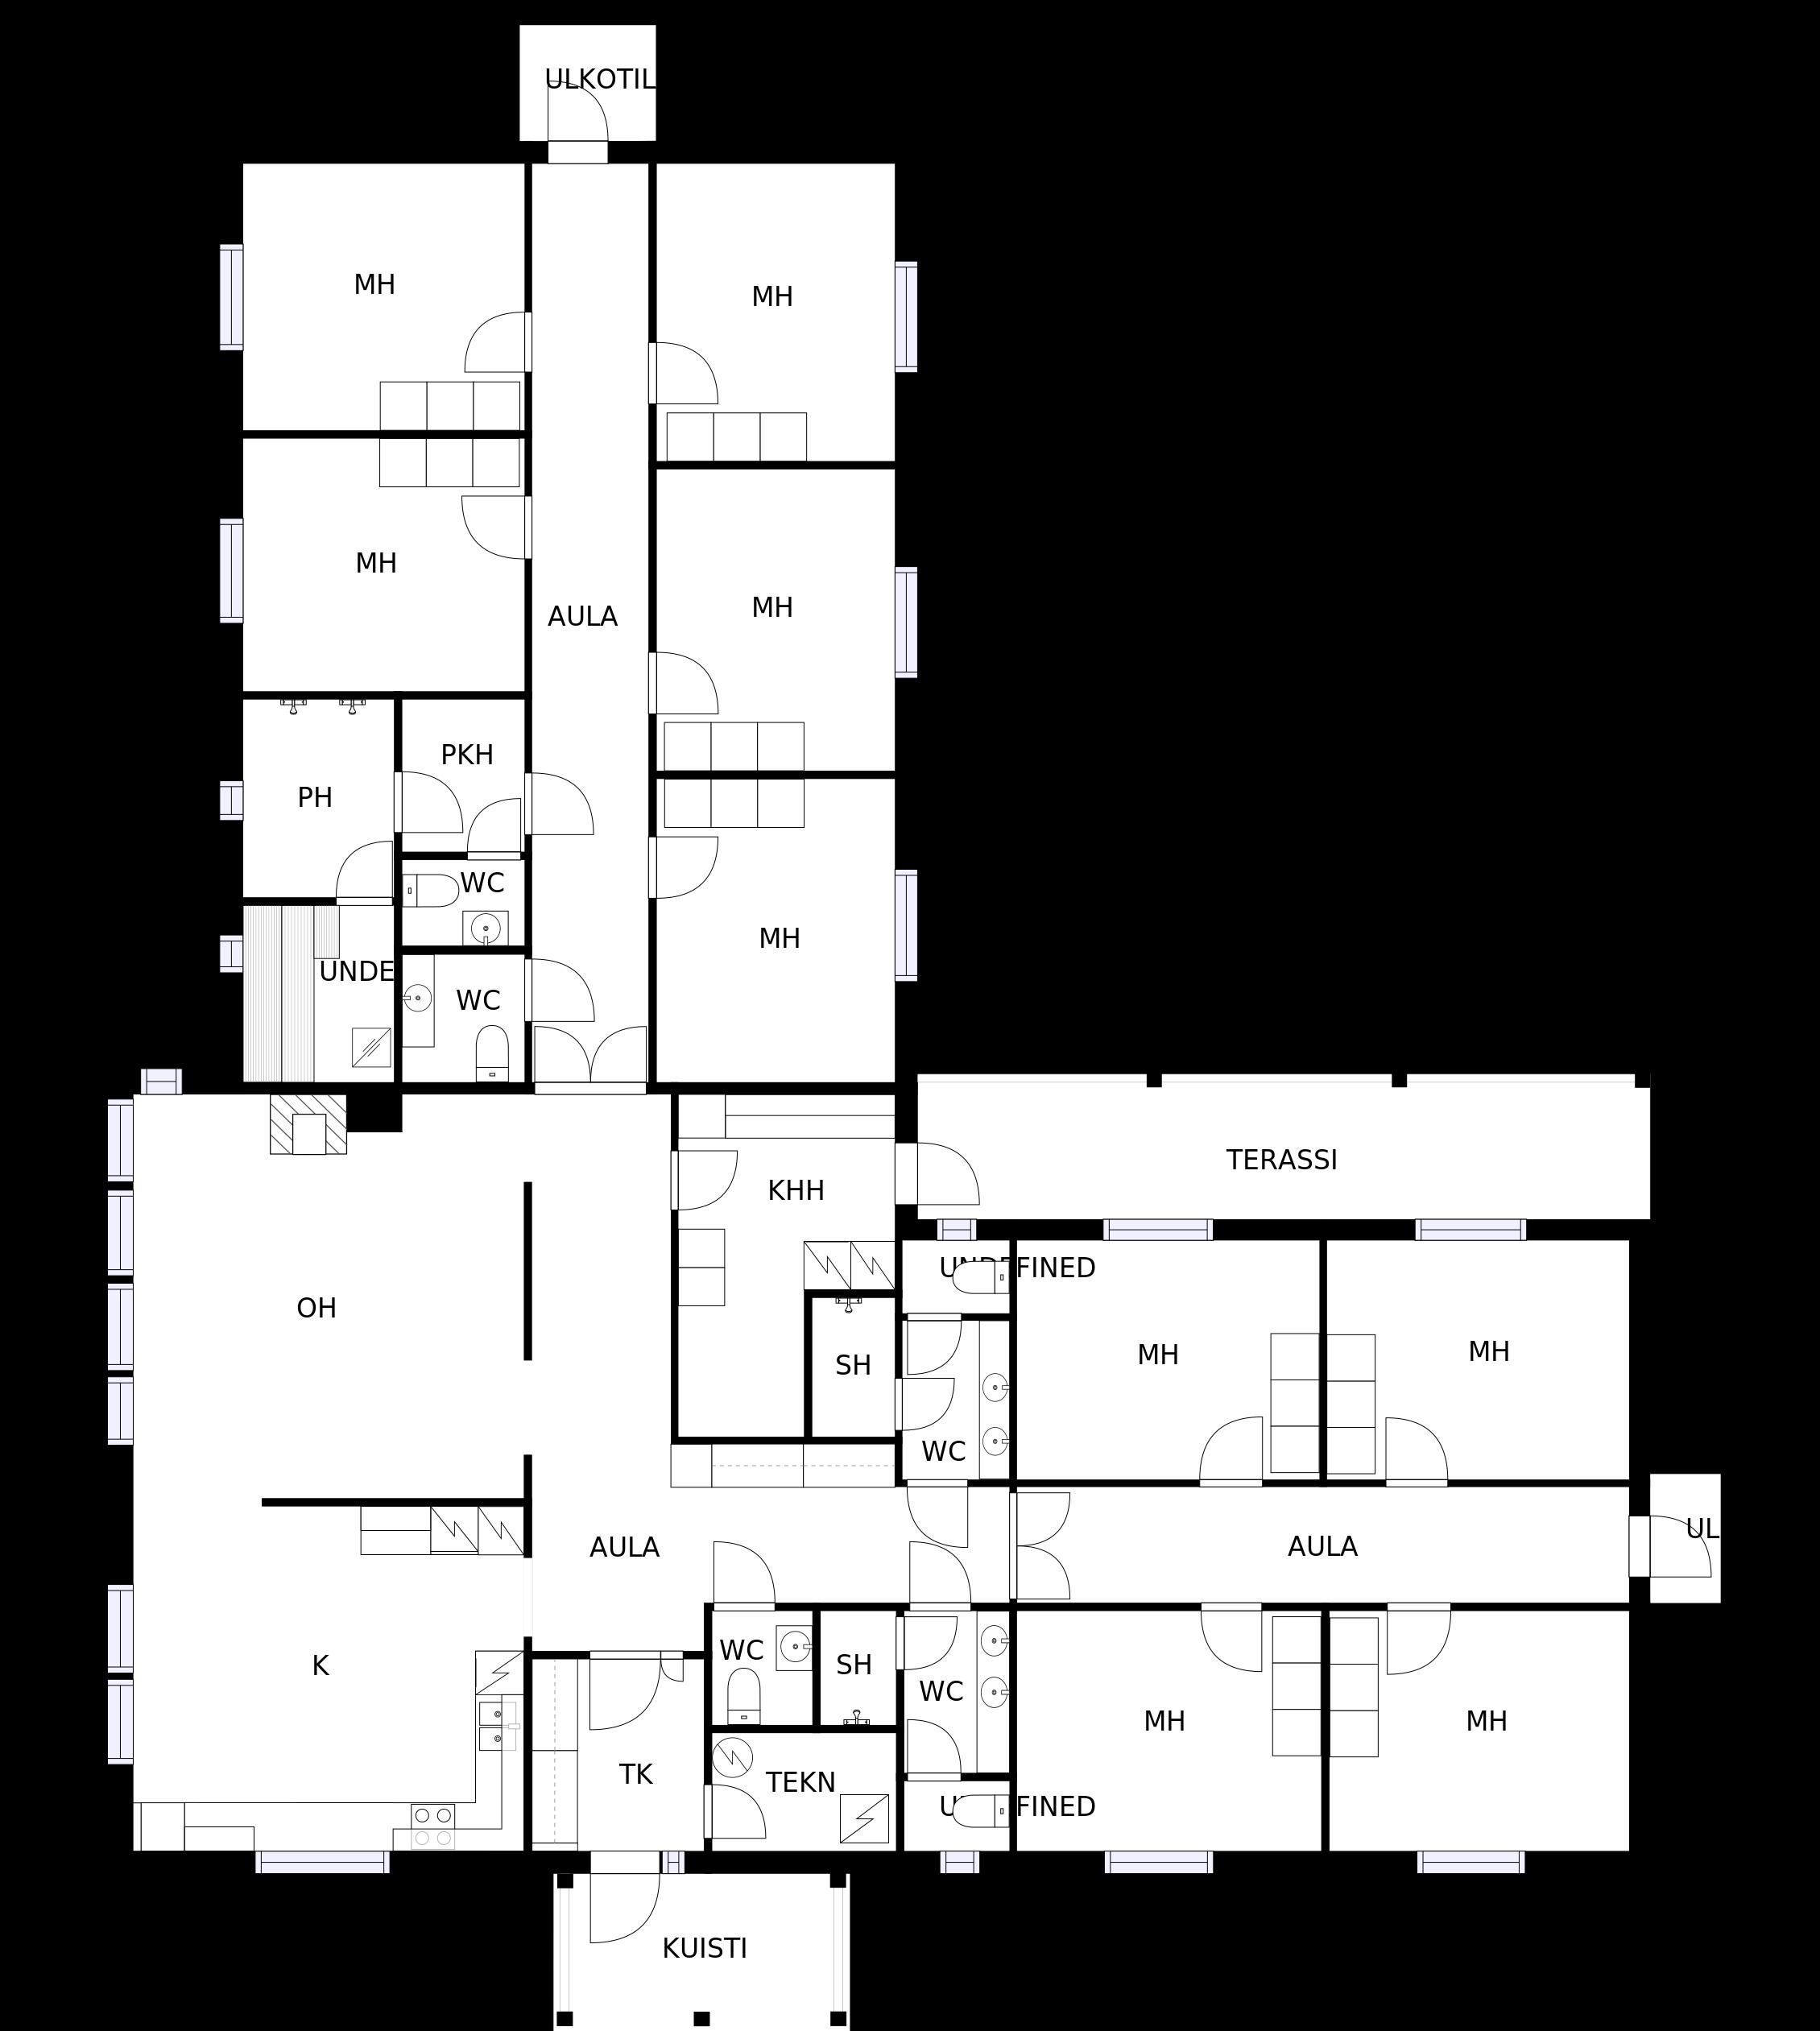 ULKOTIL
MH
MH
MH
MH
AULA
PKH
PH
WC
MH
UNDE
WC
TERASSI
KHH
UNDEFINED
OH
MH
MH
SH
WC
UL
AULA
AULA
WC
SH
K
WC
MH
MH
TK
TEKN
UNDEFINED
KUISTI